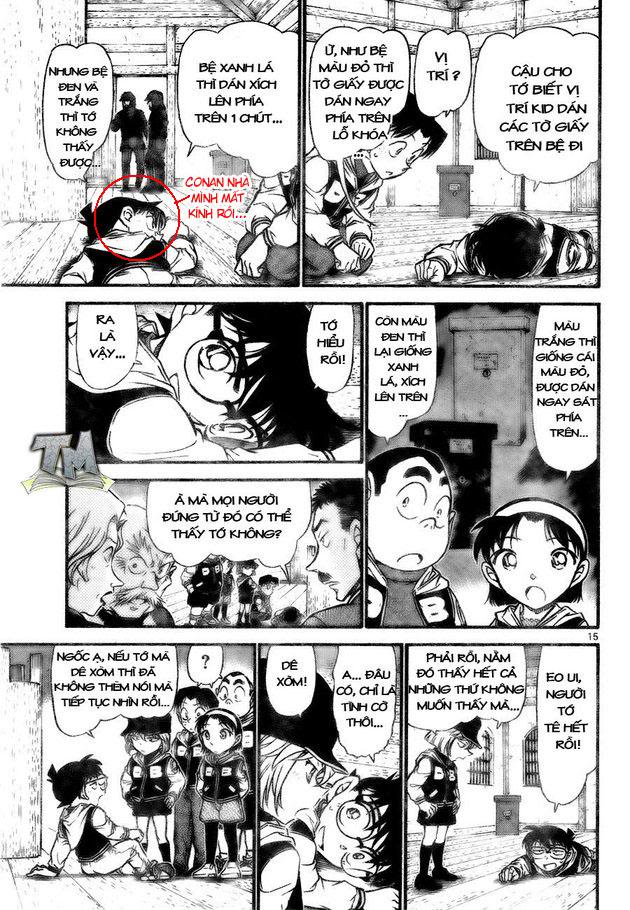 CẬU CHO
TỚ BIẾT VỊ
TRÍ KID DÁN
CÁC TỜ GIẤY
TRÊN BỆ ĐI
VỊ
TRÍ?
Ừ, NHƯ BỆ
MÀU ĐỎ THÌ
TỜ GIẤY ĐƯỢC
DÁN NGAY
PHÍA TRÊN
LỖ KHÓA
BỆ XANH LÁ
THÌ DÁN XÍCH
LÊN PHÍA
TRÊN 1 CHÚT...
NHƯNG BỆ
ĐEN VÀ
TRẮNG
THÌ TỚ
KHÔNG
THẤY
ĐƯỢC...
CONAN NHÀ
MÌNH MẤT
KÍNH RỒI...
MÀU
TRẮNG THÌ
GIỐNG CÁI
MÀU ĐỎ,
ĐƯỢC DÁN
NGAY SÁT
PHÍA
TRÊN...
CÒN MÀU
ĐEN THÌ
LẠI GIỐNG
XANH
LÁ, XÍCH
LÊN TRÊN
...
TỚ
HIỂU
RỒI!
RA
LÀ
VẬY...
TM
À MÀ MỌI NGƯỜI
ĐỨNG TỪ ĐÓ CÓ THỂ
THẤY TỚ KHÔNG?
B
B
15
EO UI,
NGƯỜI
TỚ
TÊ HẾT
RỒI!
PHẢI RỒI, NẰM
ĐÓ THẤY HẾT CẢ
NHỮNG THỨ KHÔNG
MUỐN THẤY MÀ...
A... ĐÂU
CÓ, CHỈ LÀ
TÌNH CỜ
THÔI...
DÊ
XỒM!
?
NGỐC Ạ, NẾU TỚ MÀ
DÊ XỒM THÌ ĐÃ
KHÔNG THÈM NÓI MÀ
TIẾP TỤC NHÌN RỒI...
B
B
B